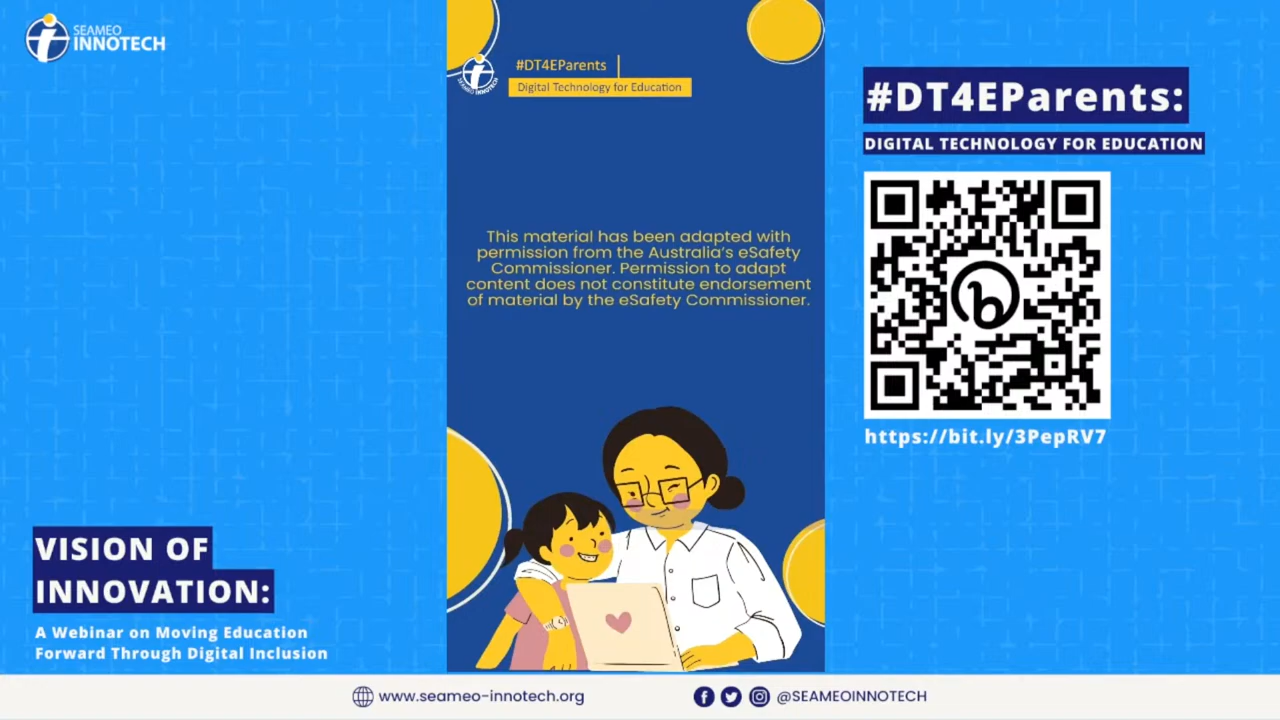 SEAMEO
INNOTECH
#DT4EParents
Digital Technology for Education
SEAMEO INNOTECH
This material has been adapted with
permission from the Australia's eSafety
Commissioner. Permission to adapt
content does not constitute endorsement
of material by the eSafety Commissioner.
#DT4EParents:
DIGITAL TECHNOLOGY FOR EDUCATION
https://bit.ly/3PepRV7
VISION OF
INNOVATION:
A Webinar on Moving Education
Forward Through Digital Inclusion
www.seameo-innotech.org
@SEAMEOINNOTECH